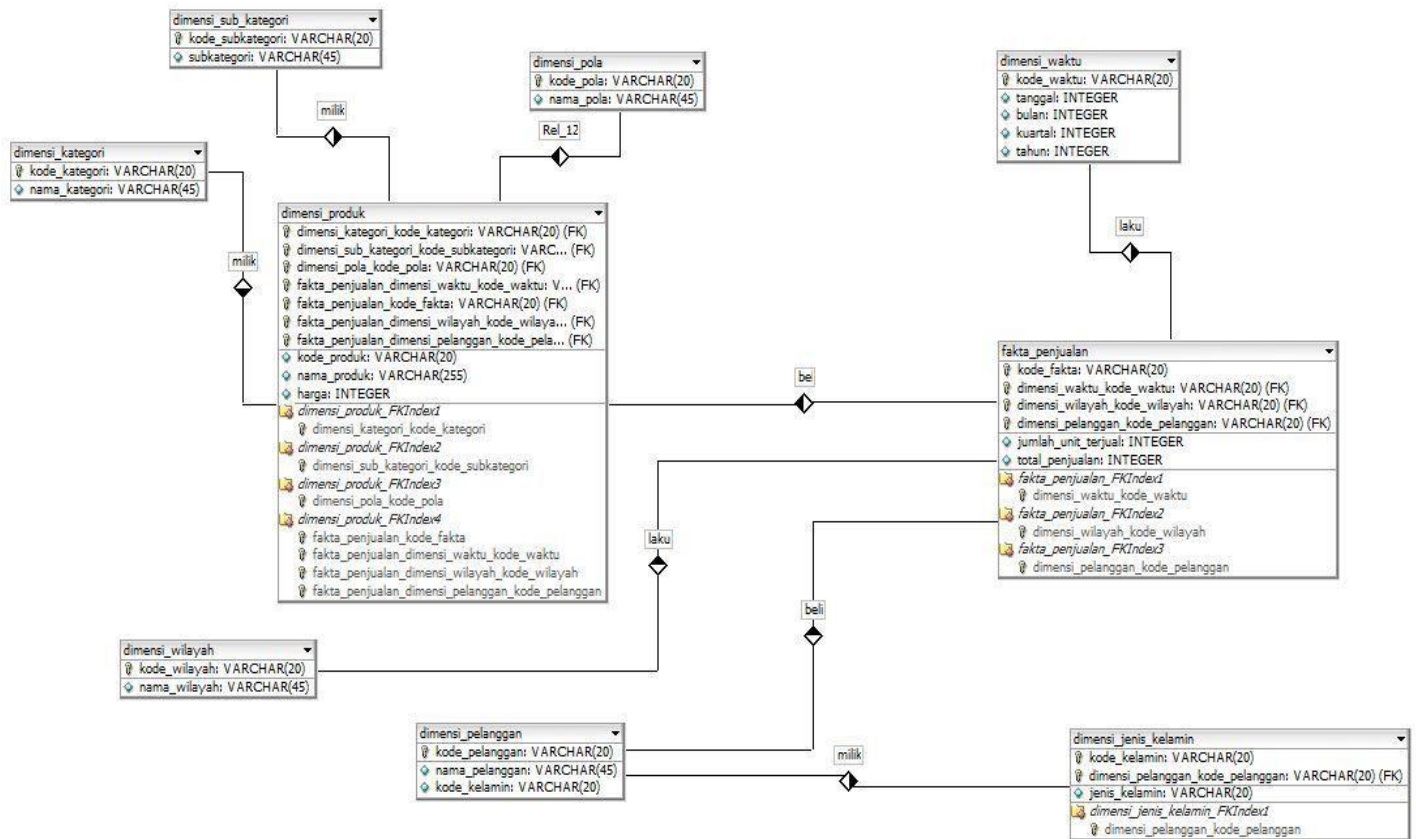 dimensi_sub_kategori
kode_subkategori: VARCHAR(20)
subkategori: VARCHAR(45)
milik
dimensi_pola
kode_pola: VARCHAR(20)
nama_pola: VARCHAR(45)
Rel_12
dimensi_waktu
kode_waktu: VARCHAR(20)
tanggal: INTEGER
bulan: INTEGER
kuartal: INTEGER
tahun: INTEGER
laku
dimensi_kategori
kode_kategori: VARCHAR(20)
nama_kategori: VARCHAR(45)
milik
dimensi_produk
dimensi_kategori_kode_kategori: VARCHAR(20) (FK)
dimensi_sub_kategori_kode_subkategori: VARC... (FK)
dimensi_pola_kode_pola: VARCHAR(20) (FK)
fakta_penjualan_dimensi_waktu_kode_waktu: V... (FK)
fakta_penjualan_kode_fakta: VARCHAR(20) (FK)
fakta_penjualan_dimensi_wilayah_kode_wilaya... (FK)
fakta_penjualan_dimensi_pelanggan_kode_pela... (FK)
kode_produk: VARCHAR(20)
nama_produk: VARCHAR(255)
harga: INTEGER
dimensi_produk_FKIndex1
dimensi_kategori_kode_kategori
dimensi_produk_FKIndex2
dimensi_sub_kategori_kode_subkategori
dimensi_produk_FKIndex3
dimensi_pola_kode_pola
dimensi_produk_FKIndex4
fakta_penjualan_kode_fakta
fakta_penjualan_dimensi_waktu_kode_waktu
fakta_penjualan_dimensi_wilayah_kode_wilayah
fakta_penjualan_dimensi_pelanggan_kode_pelanggan
be
fakta_penjualan
kode_fakta: VARCHAR(20)
dimensi_waktu_kode_waktu: VARCHAR(20) (FK)
dimensi_wilayah_kode_wilayah: VARCHAR(20) (FK)
dimensi_pelanggan_kode_pelanggan: VARCHAR(20) (FK)
jumlah_unit_terjual: INTEGER
total_penjualan: INTEGER
fakta_penjualan_FKIndex1
dimensi_waktu_kode_waktu
fakta_penjualan_FKIndex2
dimensi_wilayah_kode_wilayah
fakta_penjualan_FKIndex3
dimensi_pelanggan_kode_pelanggan
laku
beli
dimensi_wilayah
kode_wilayah: VARCHAR(20)
nama_wilayah: VARCHAR(45)
dimensi_pelanggan
kode_pelanggan: VARCHAR(20)
nama_pelanggan: VARCHAR(45)
kode_kelamin: VARCHAR(20)
milik
dimensi_jenis_kelamin
kode_kelamin: VARCHAR(20)
dimensi_pelanggan_kode_pelanggan: VARCHAR(20) (FK)
jenis_kelamin: VARCHAR(20)
dimensi_jenis_kelamin_FKIndex1
dimensi_pelanggan_kode_pelanggan